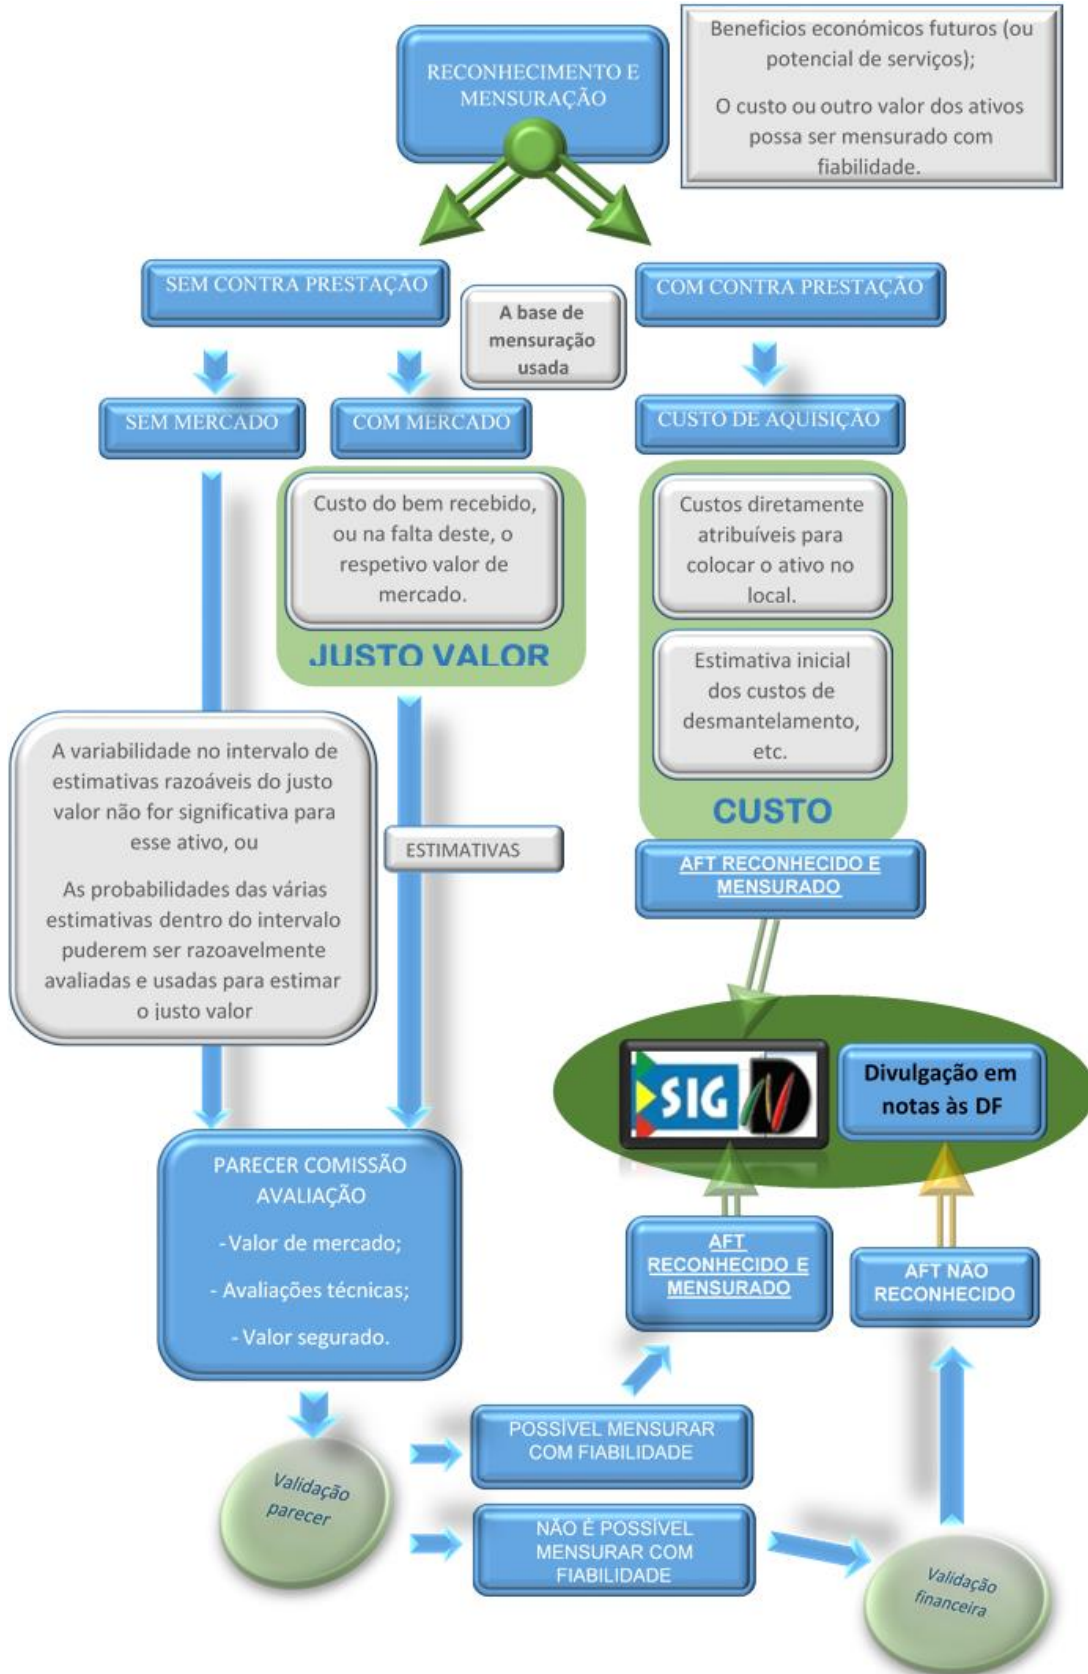 RECONHECIMENTO E
MENSURAÇÃO
Beneficios económicos futuros (ou
potencial de serviços);
O custo ou outro valor dos ativos
possa ser mensurado com
fiabilidade.
SEM CONTRA PRESTAÇÃO
A base de
mensuração
usada
COM CONTRA PRESTAÇÃO
SEM MERCADO
COM MERCADO
CUSTO DE AQUISIÇÃO
Custo do bem recebido,
ou na falta deste, o
respetivo valor de
mercado.
JUSTO VALOR
Custos diretamente
atribuíveis para
colocar o ativo no
local.
Estimativa inicial
dos custos de
desmantelamento,
etc.
CUSTO
A variabilidade no intervalo de
estimativas razoáveis do justo
valor não for significativa para
esse ativo, ou
As probabilidades das várias
estimativas dentro do intervalo
puderem ser razoavelmente
avaliadas e usadas para estimar
o justo valor
ESTIMATIVAS
AFT RECONHECIDO E
MENSURADO
SIG ND
Divulgação em
notas às DF
PARECER COMISSÃO
AVALIAÇÃO
- Valor de mercado;
- Avaliações técnicas;
- Valor segurado.
AFT
RECONHECIDO E
MENSURADO
AFT NÃO
RECONHECIDO
POSSÍVEL MENSURAR
COM FIABILIDADE
Validação
parecer
NÃO É POSSÍVEL
MENSURAR COM
FIABILIDADE
Validação
financeira